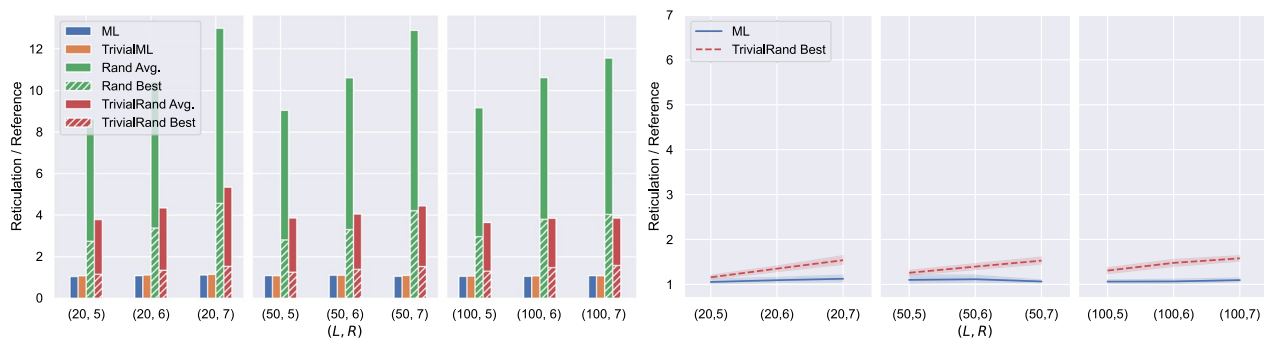 Reticulation / Reference
12
10
8
6
4
2
0
ML
TrivialML
Rand Avg.
Rand Best
TrivialRand Avg.
TrivialRand Best
(20, 5) (20, 6) (20, 7) (50, 5) (50, 6) (50, 7) (100, 5) (100, 6) (100, 7)
(L, R)
Reticulation / Reference
7
6
5
4
3
2
1
ML
TrivialRand Best
(20,5) (20,6) (20,7) (50,5) (50,6) (50,7) (100,5) (100,6) (100,7)
(L, R)